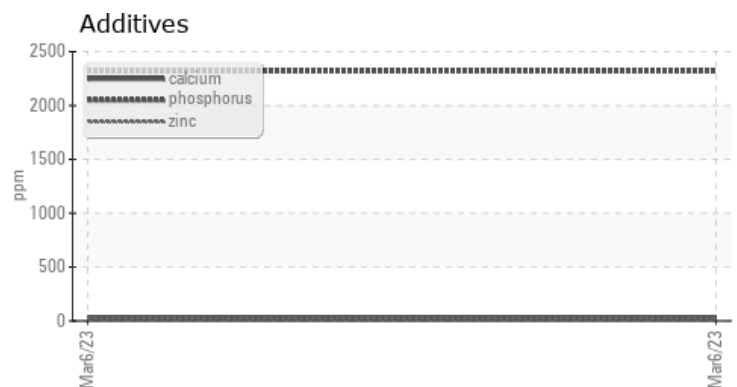 Additives
2500
2000
1500
1000
500
0
ppm
calcium
phosphorus
zinc
Mar6/23
Mar6/23